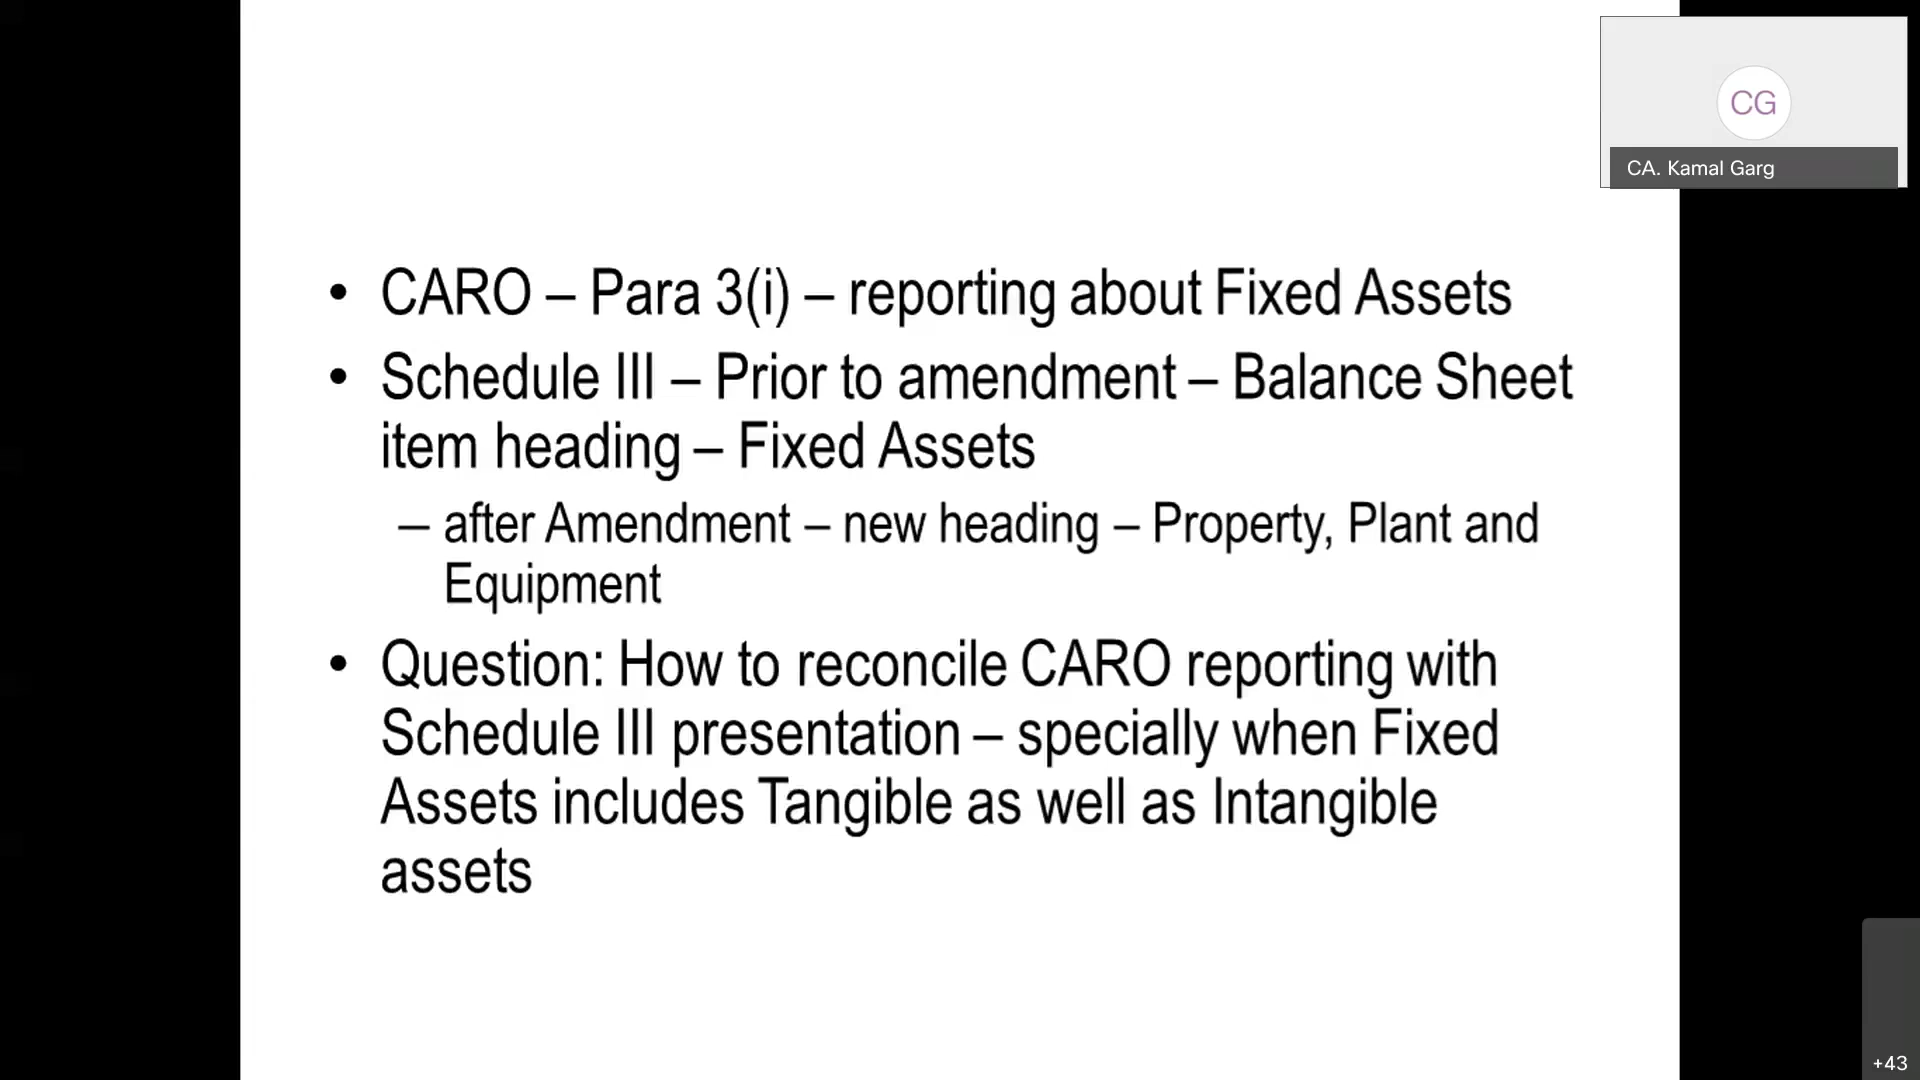 CG
CA. Kamal Garg
• CARO – Para 3(i) – reporting about Fixed Assets
• Schedule III – Prior to amendment – Balance Sheet
item heading – Fixed Assets
– after Amendment – new heading – Property, Plant and
Equipment
• Question: How to reconcile CARO reporting with
Schedule III presentation – specially when Fixed
Assets includes Tangible as well as Intangible
assets
+43